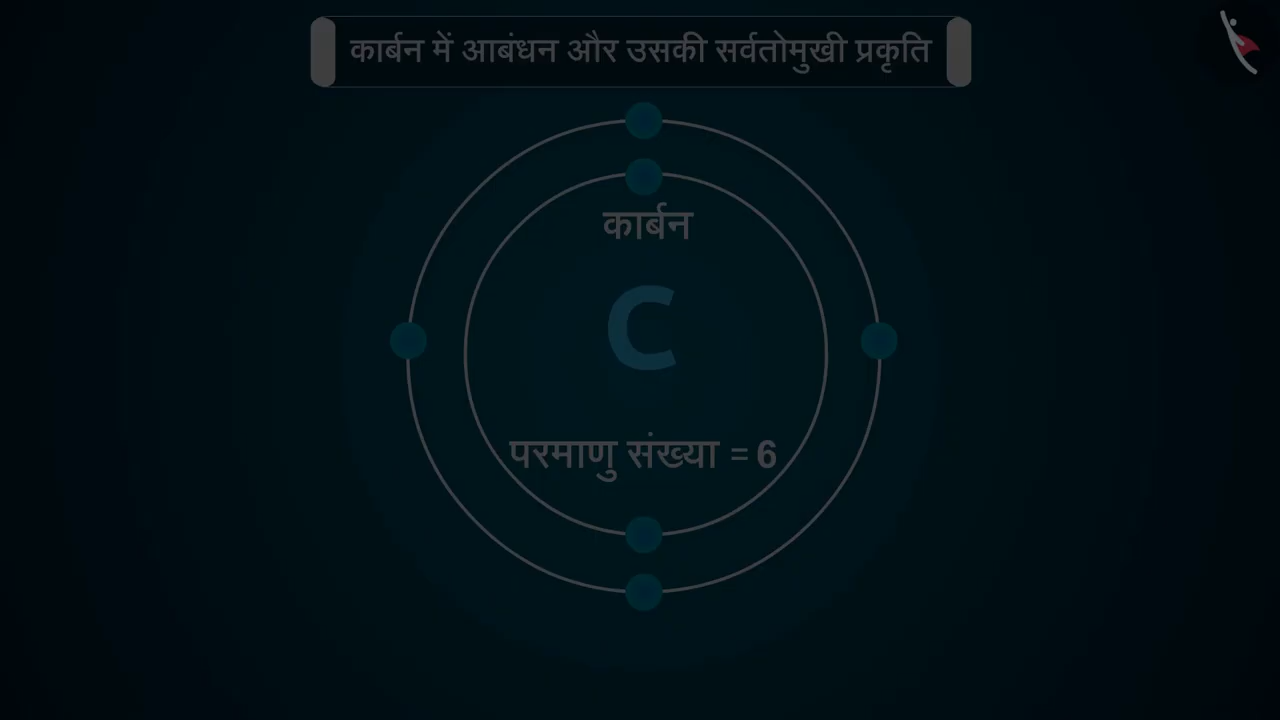 कार्बन में आबंधन और उसकी सर्वतोमुखी प्रकृति
कार्बन
C
परमाणु संख्या = 6